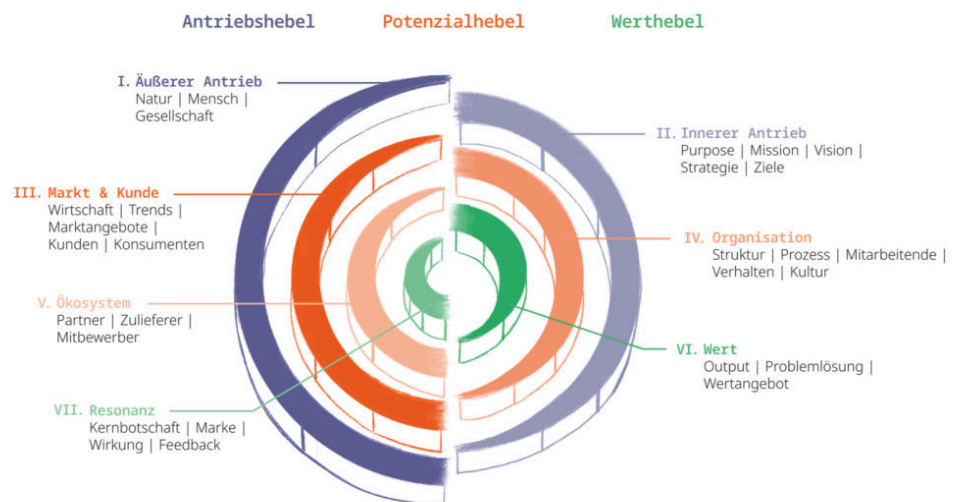 Antriebshebel Potenzialhebel Werthebel
I. Äußerer Antrieb
Natur | Mensch |
Gesellschaft
II. Innerer Antrieb
Purpose | Mission | Vision |
Strategie | Ziele
III. Markt & Kunde
Wirtschaft | Trends |
Marktangebote |
Kunden | Konsumenten
IV. Organisation
Struktur | Prozess | Mitarbeitende |
Verhalten | Kultur
V. Ökosystem
Partner | Zulieferer |
Mitbewerber
VI. Wert
Output | Problemlösung |
Wertangebot
VII. Resonanz
Kernbotschaft | Marke |
Wirkung | Feedback